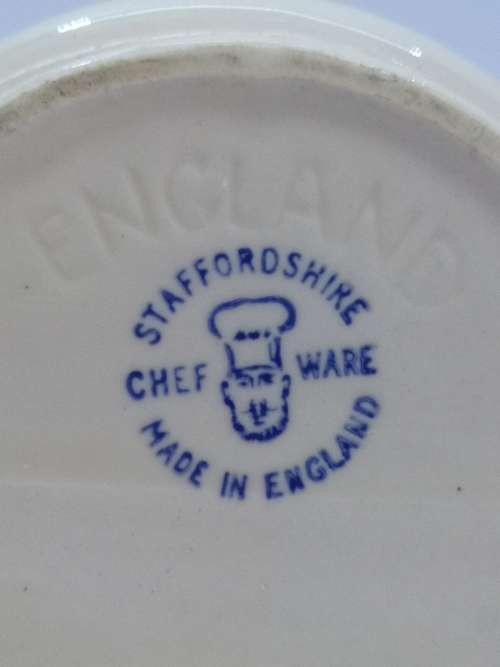 ENGLAND
STAFFORDSHIRE
CHEF WARE
MADE IN ENGLAND